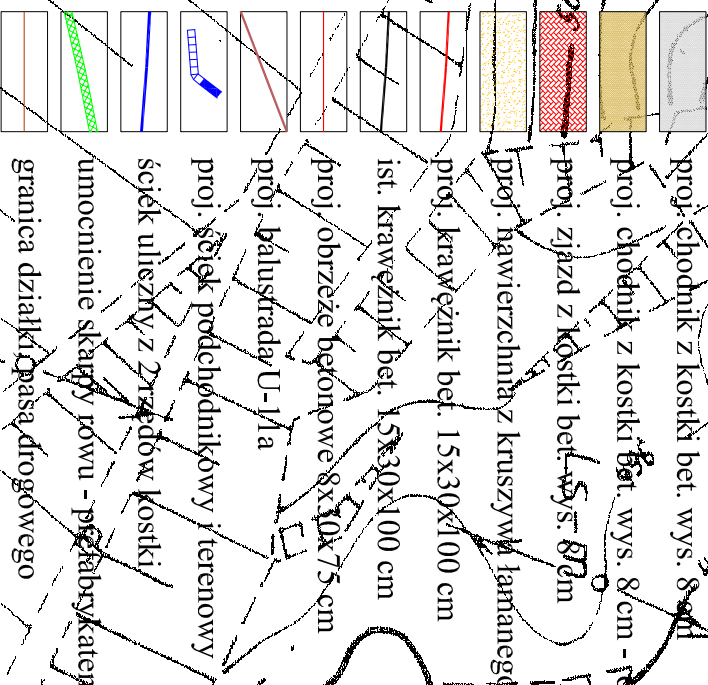 proj. chodnik z kostki bet. wys. 8 cm
proj. chodnik z kostki bet. wys. 8 cm -
proj. zjazd z kostki bet. wys. 8 cm
proj. nawierzchnia z kruszywa łamanego
proj. krawężnik bet. 15x30x100 cm
ist. krawężnik bet. 15x30x100 cm
proj. obrzeże betonowe 8x30x75 cm
proj. balustrada U-11a
proj. ściek podchodnikowy i terenowy
ściek uliczny z 2 rzędów kostki
umocnienie skarpy rowu - prefabrykatem
granica działki pasa drogowego